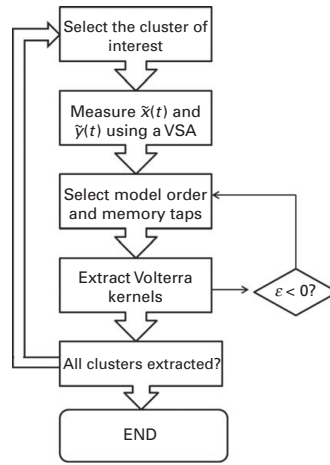 Select the cluster of
interest
Measure x̃(t) and
ỹ(t) using a VSA
Select model order
and memory taps
Extract Volterra
kernels
ε < 0?
All clusters extracted?
END